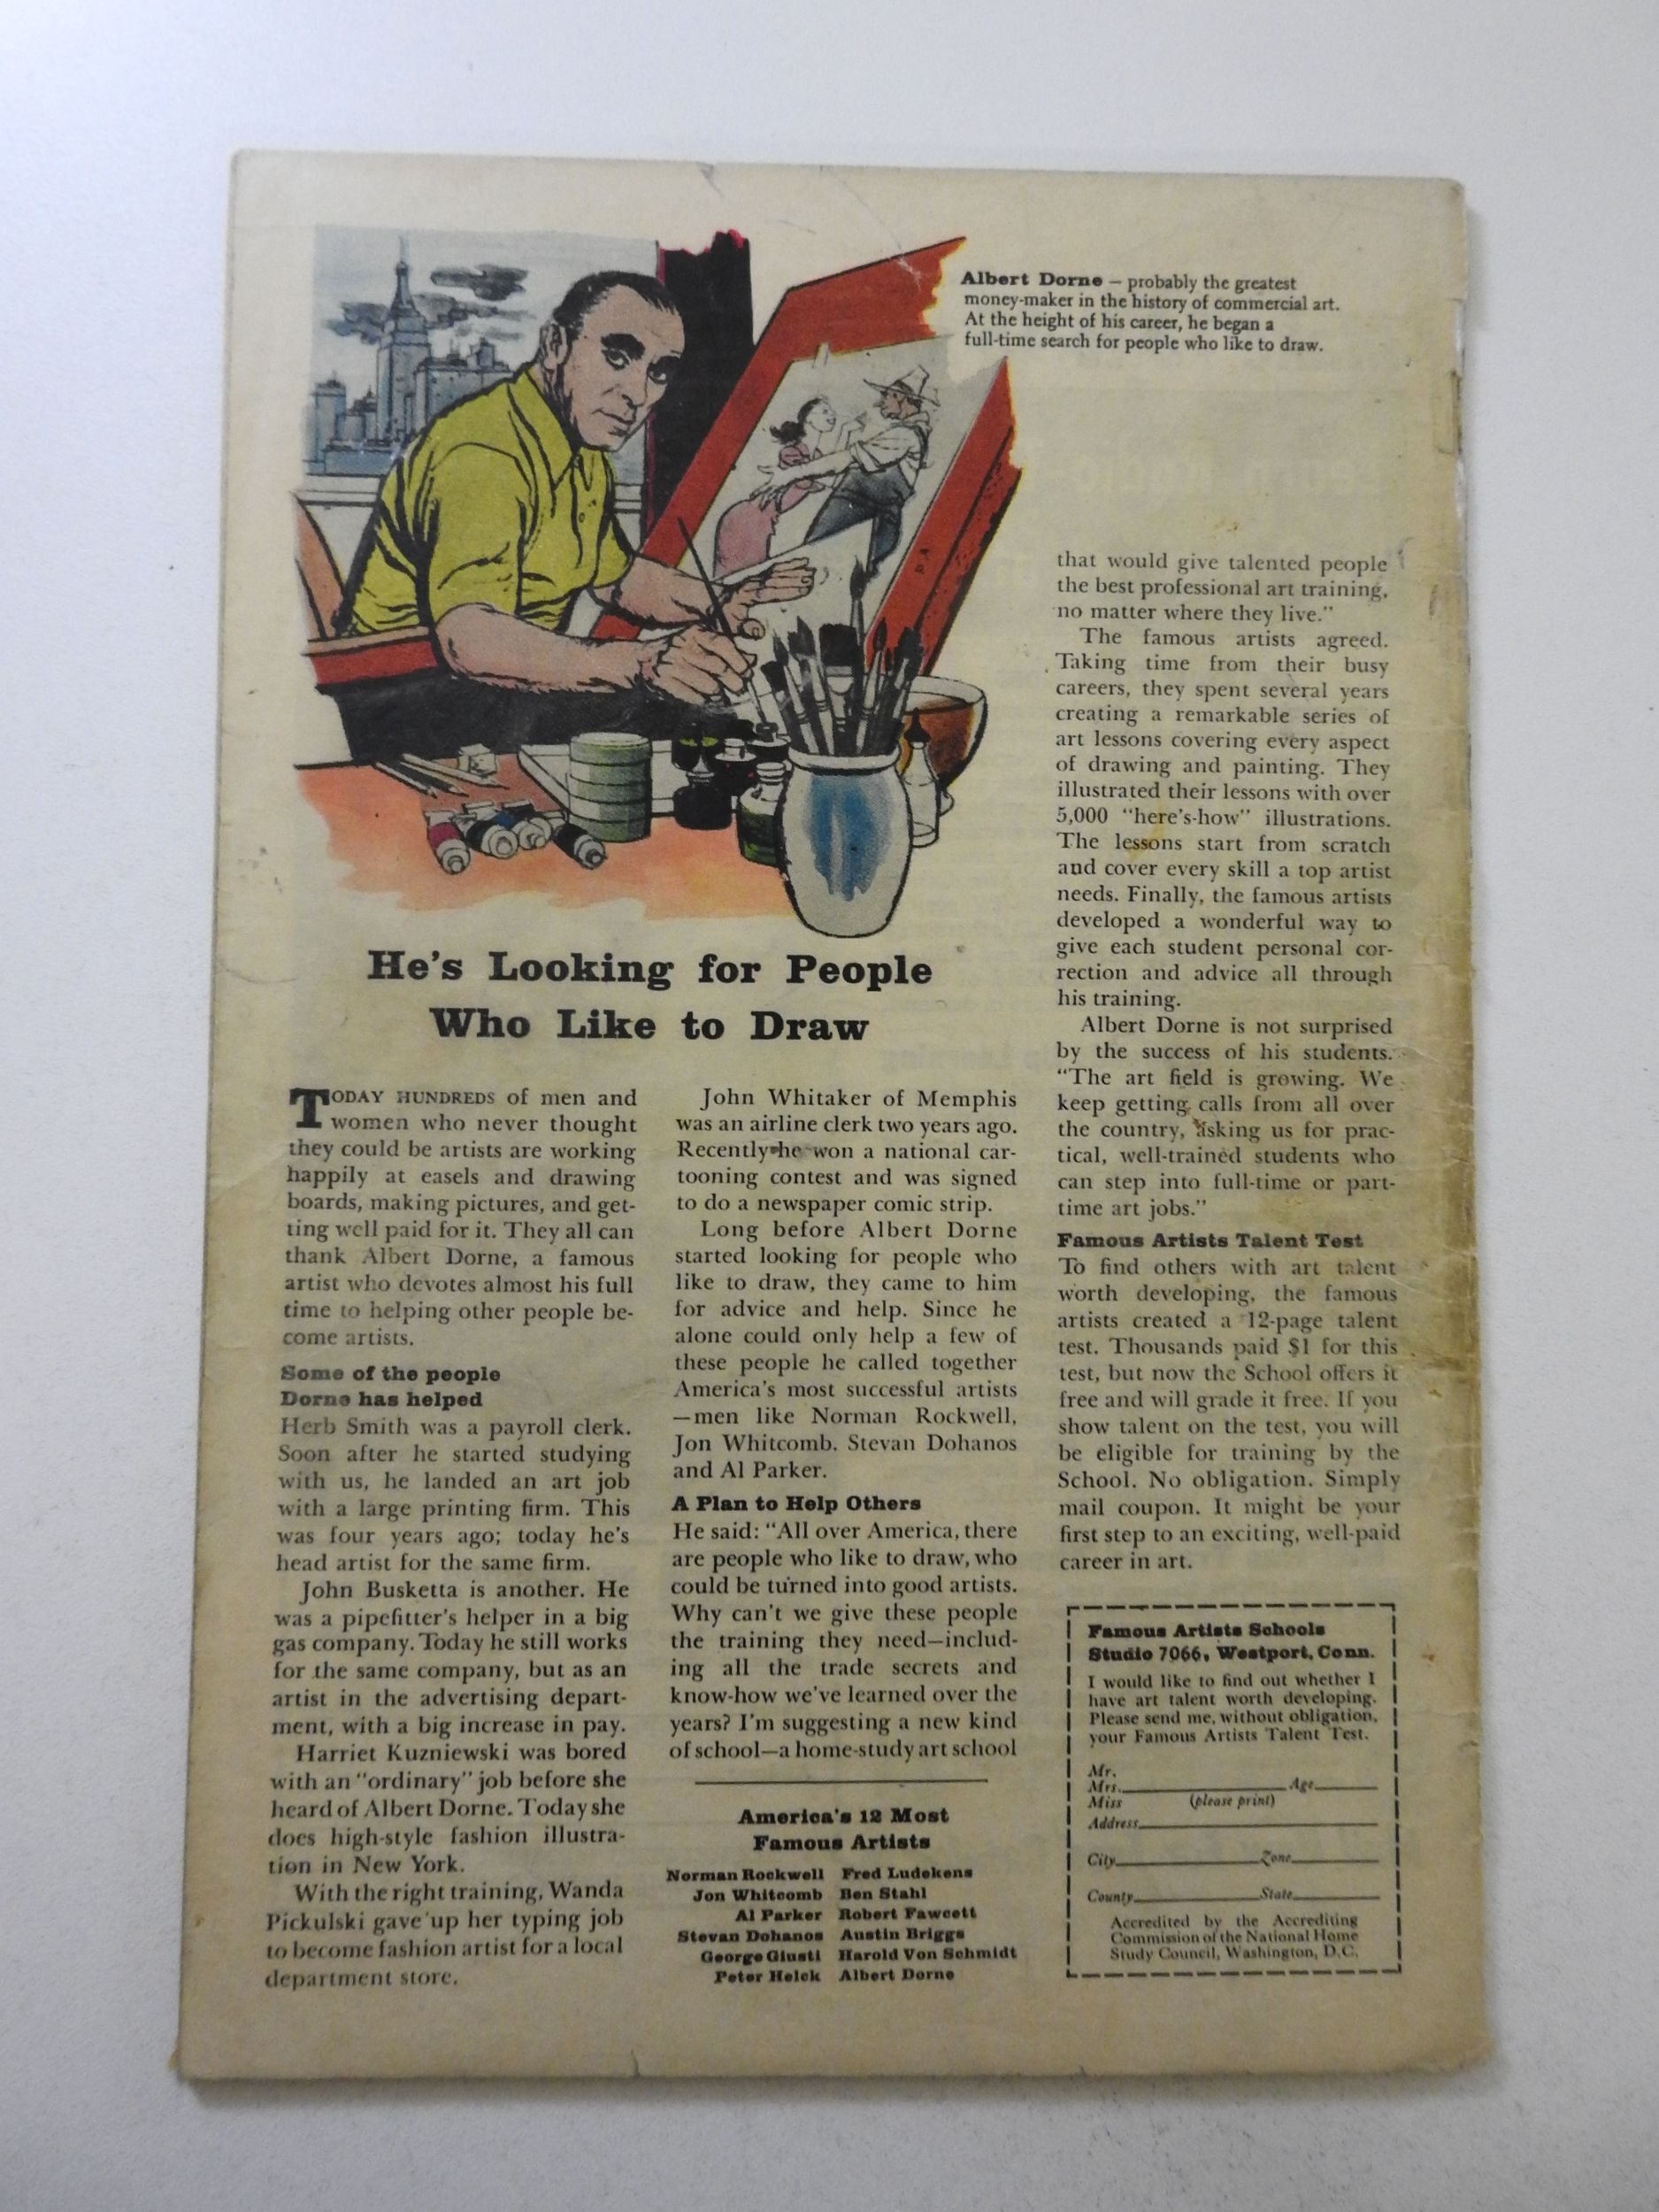 Albert Dorne – probably the greatest
money-maker in the history of commercial art.
At the height of his career, he began a
full-time search for people who like to draw.
He's Looking for People
Who Like to Draw
TODAY HUNDREDS of men and
women who never thought
they could be artists are working
happily at easels and drawing
boards, making pictures, and get-
ting well paid for it. They all can
thank Albert Dorne, a famous
artist who devotes almost his full
time to helping other people be-
come artists.
Some of the people
Dorne has helped
Herb Smith was a payroll clerk.
Soon after he started studying
with us, he landed an art job
with a large printing firm. This
was four years ago; today he's
head artist for the same firm.
John Busketta is another. He
was a pipefitter's helper in a big
gas company. Today he still works
for the same company, but as an
artist in the advertising depart-
ment, with a big increase in pay.
Harriet Kuzniewski was bored
with an "ordinary" job before she
heard of Albert Dorne. Today she
does high-style fashion illustra-
tion in New York.
With the right training, Wanda
Pickulski gave up her typing job
to become fashion artist for a local
department store.
John Whitaker of Memphis
was an airline clerk two years ago.
Recently he won a national car-
tooning contest and was signed
to do a newspaper comic strip.
Long before Albert Dorne
started looking for people who
like to draw, they came to him
for advice and help. Since he
alone could only help a few of
these people he called together
America's most successful artists
—men like Norman Rockwell,
Jon Whitcomb, Stevan Dohanos
and Al Parker.
A Plan to Help Others
He said: "All over America, there
are people who like to draw, who
could be turned into good artists.
Why can't we give these people
the training they need—includ-
ing all the trade secrets and
know-how we've learned over the
years? I'm suggesting a new kind
of school—a home-study art school
America's 12 Most
Famous Artists
Norman Rockwell Fred Ludekens
Jon Whitcomb Ben Stahl
Al Parker Robert Fawcett
Stevan Dohanos Austin Briggs
George Giusti Harold Von Schmidt
Peter Helck Albert Dorne
that would give talented people
the best professional art training,
no matter where they live."
The famous artists agreed.
Taking time from their busy
careers, they spent several years
creating a remarkable series of
art lessons covering every aspect
of drawing and painting. They
illustrated their lessons with over
5,000 "here's-how" illustrations.
The lessons start from scratch
and cover every skill a top artist
needs. Finally, the famous artists
developed a wonderful way to
give each student personal cor-
rection and advice all through
his training.
Albert Dorne is not surprised
by the success of his students.
"The art field is growing. We
keep getting calls from all over
the country, asking us for prac-
tical, well-trained students who
can step into full-time or part-
time art jobs."
Famous Artists Talent Test
To find others with art talent
worth developing, the famous
artists created a 12-page talent
test. Thousands paid $1 for this
test, but now the School offers it
free and will grade it free. If you
show talent on the test, you will
be eligible for training by the
School. No obligation. Simply
mail coupon. It might be your
first step to an exciting, well-paid
career in art.
Famous Artists Schools
Studio 7066, Westport, Conn.
I would like to find out whether I
have art talent worth developing.
Please send me, without obligation,
your Famous Artists Talent Test.
Mr.
Mrs. Age
Miss (please print)
Address
City Zone
County State
Accredited by the Accrediting
Commission of the National Home
Study Council, Washington, D.C.